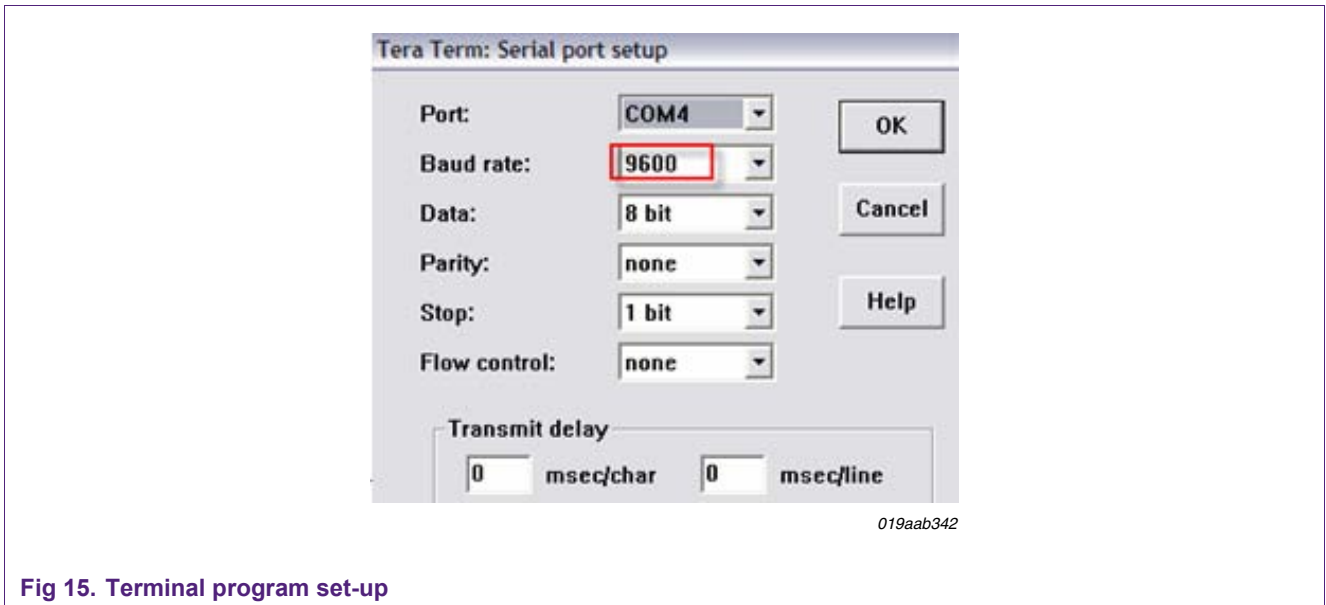 Tera Term: Serial port setup
Port: COM4 OK
Baud rate: 9600
Data: 8 bit Cancel
Parity: none
Stop: 1 bit Help
Flow control: none
Transmit delay
0 msec/char 0 msec/line
019aab342
Fig 15. Terminal program set-up